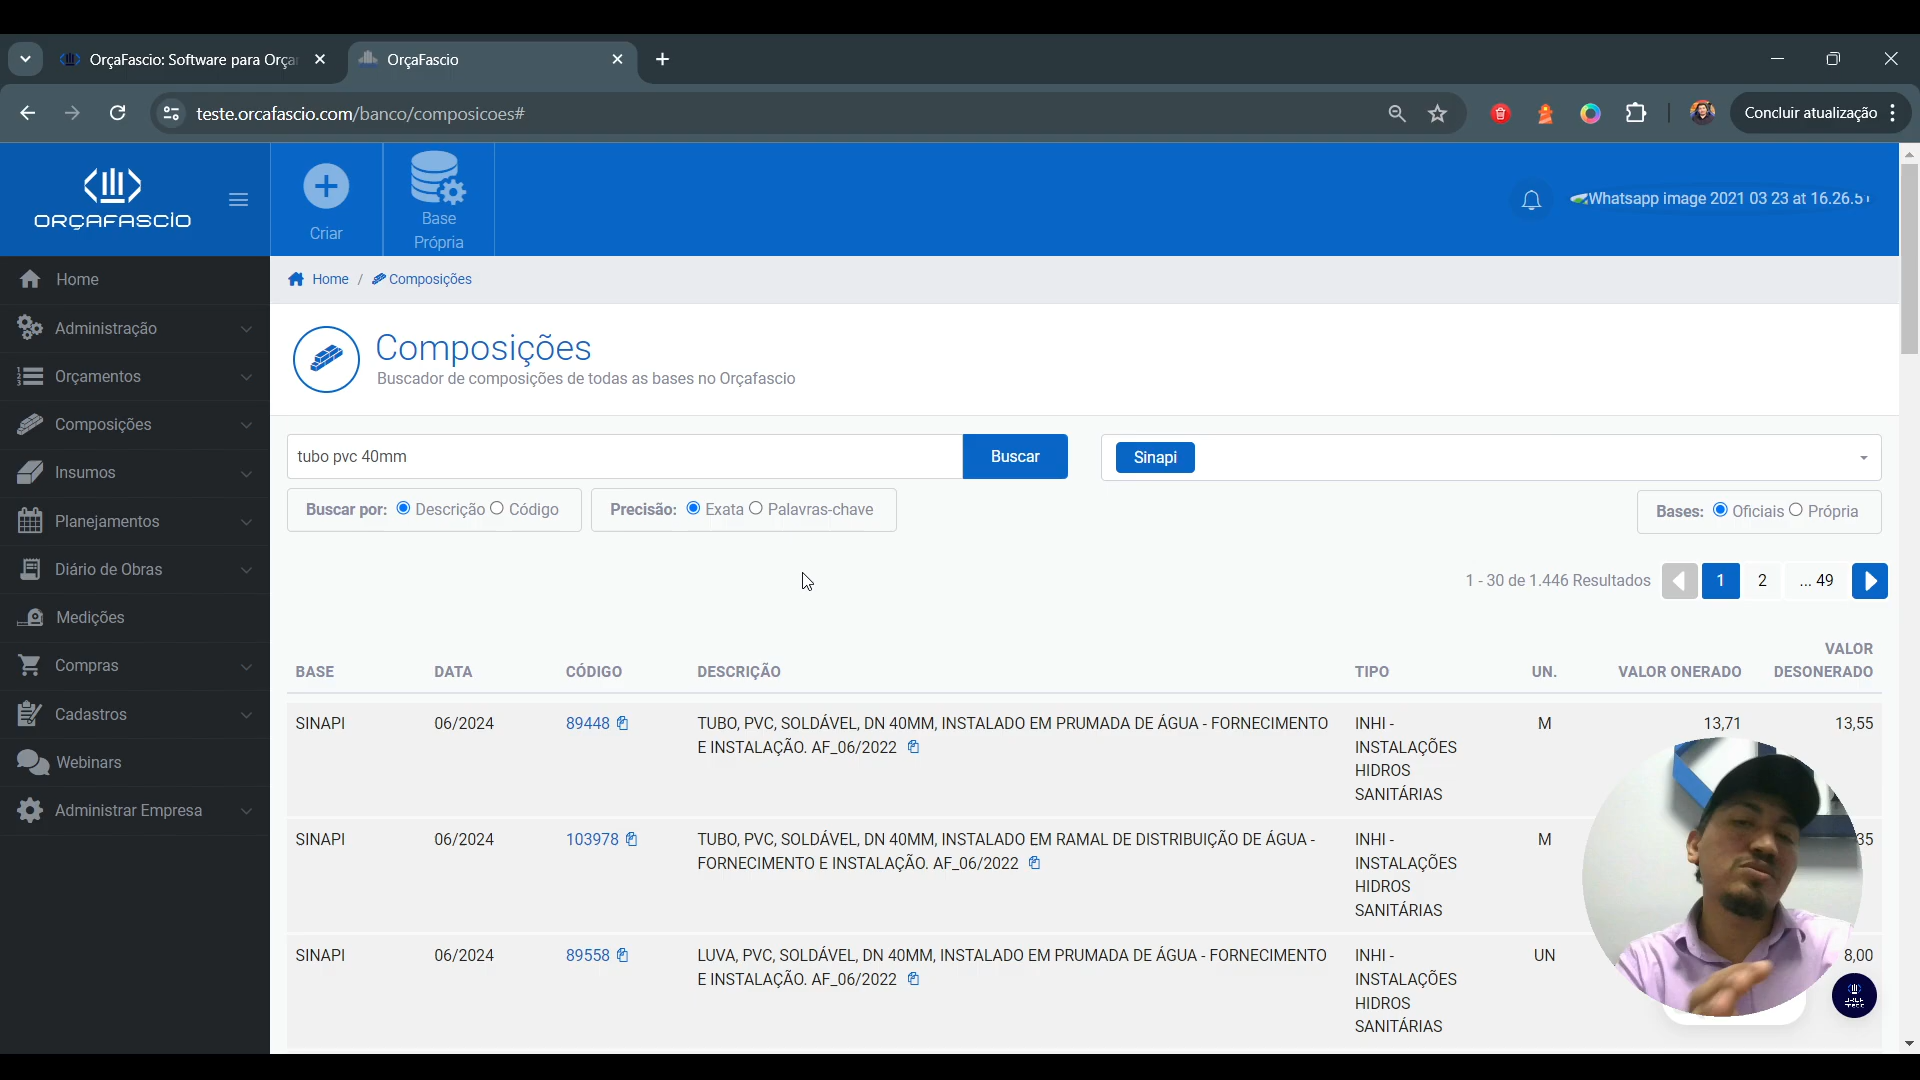 OrçaFascio: Software para Orça
OrçaFascio
teste.orcafascio.com/banco/composicoes#
Concluir atualização
ORÇAFASCIO
Criar
Base
Própria
Whatsapp image 2021 03 23 at 16.26.5
Home
Administração
Orçamentos
Composições
Insumos
Planejamentos
Diário de Obras
Medições
Compras
Cadastros
Webinars
Administrar Empresa
Home / Composições
Composições
Buscador de composições de todas as bases no Orçafascio
tubo pvc 40mm
Buscar
Sinapi
Buscar por: Descrição Código
Precisão: Exata Palavras-chave
Bases: Oficiais Própria
1 - 30 de 1.446 Resultados
1
2
... 49
BASE DATA CÓDIGO DESCRIÇÃO TIPO UN. VALOR ONERADO VALOR DESONERADO
SINAPI 06/2024 89448 TUBO, PVC, SOLDÁVEL, DN 40MM, INSTALADO EM PRUMADA DE ÁGUA - FORNECIMENTO INHI - M 13,71 13,55
E INSTALAÇÃO. AF_06/2022 INSTALAÇÕES
HIDROS
SANITÁRIAS
SINAPI 06/2024 103978 TUBO, PVC, SOLDÁVEL, DN 40MM, INSTALADO EM RAMAL DE DISTRIBUIÇÃO DE ÁGUA - INHI - M 35
FORNECIMENTO E INSTALAÇÃO. AF_06/2022 INSTALAÇÕES
HIDROS
SANITÁRIAS
SINAPI 06/2024 89558 LUVA, PVC, SOLDÁVEL, DN 40MM, INSTALADO EM PRUMADA DE ÁGUA - FORNECIMENTO INHI - UN 8,00
E INSTALAÇÃO. AF_06/2022 INSTALAÇÕES
HIDROS
SANITÁRIAS